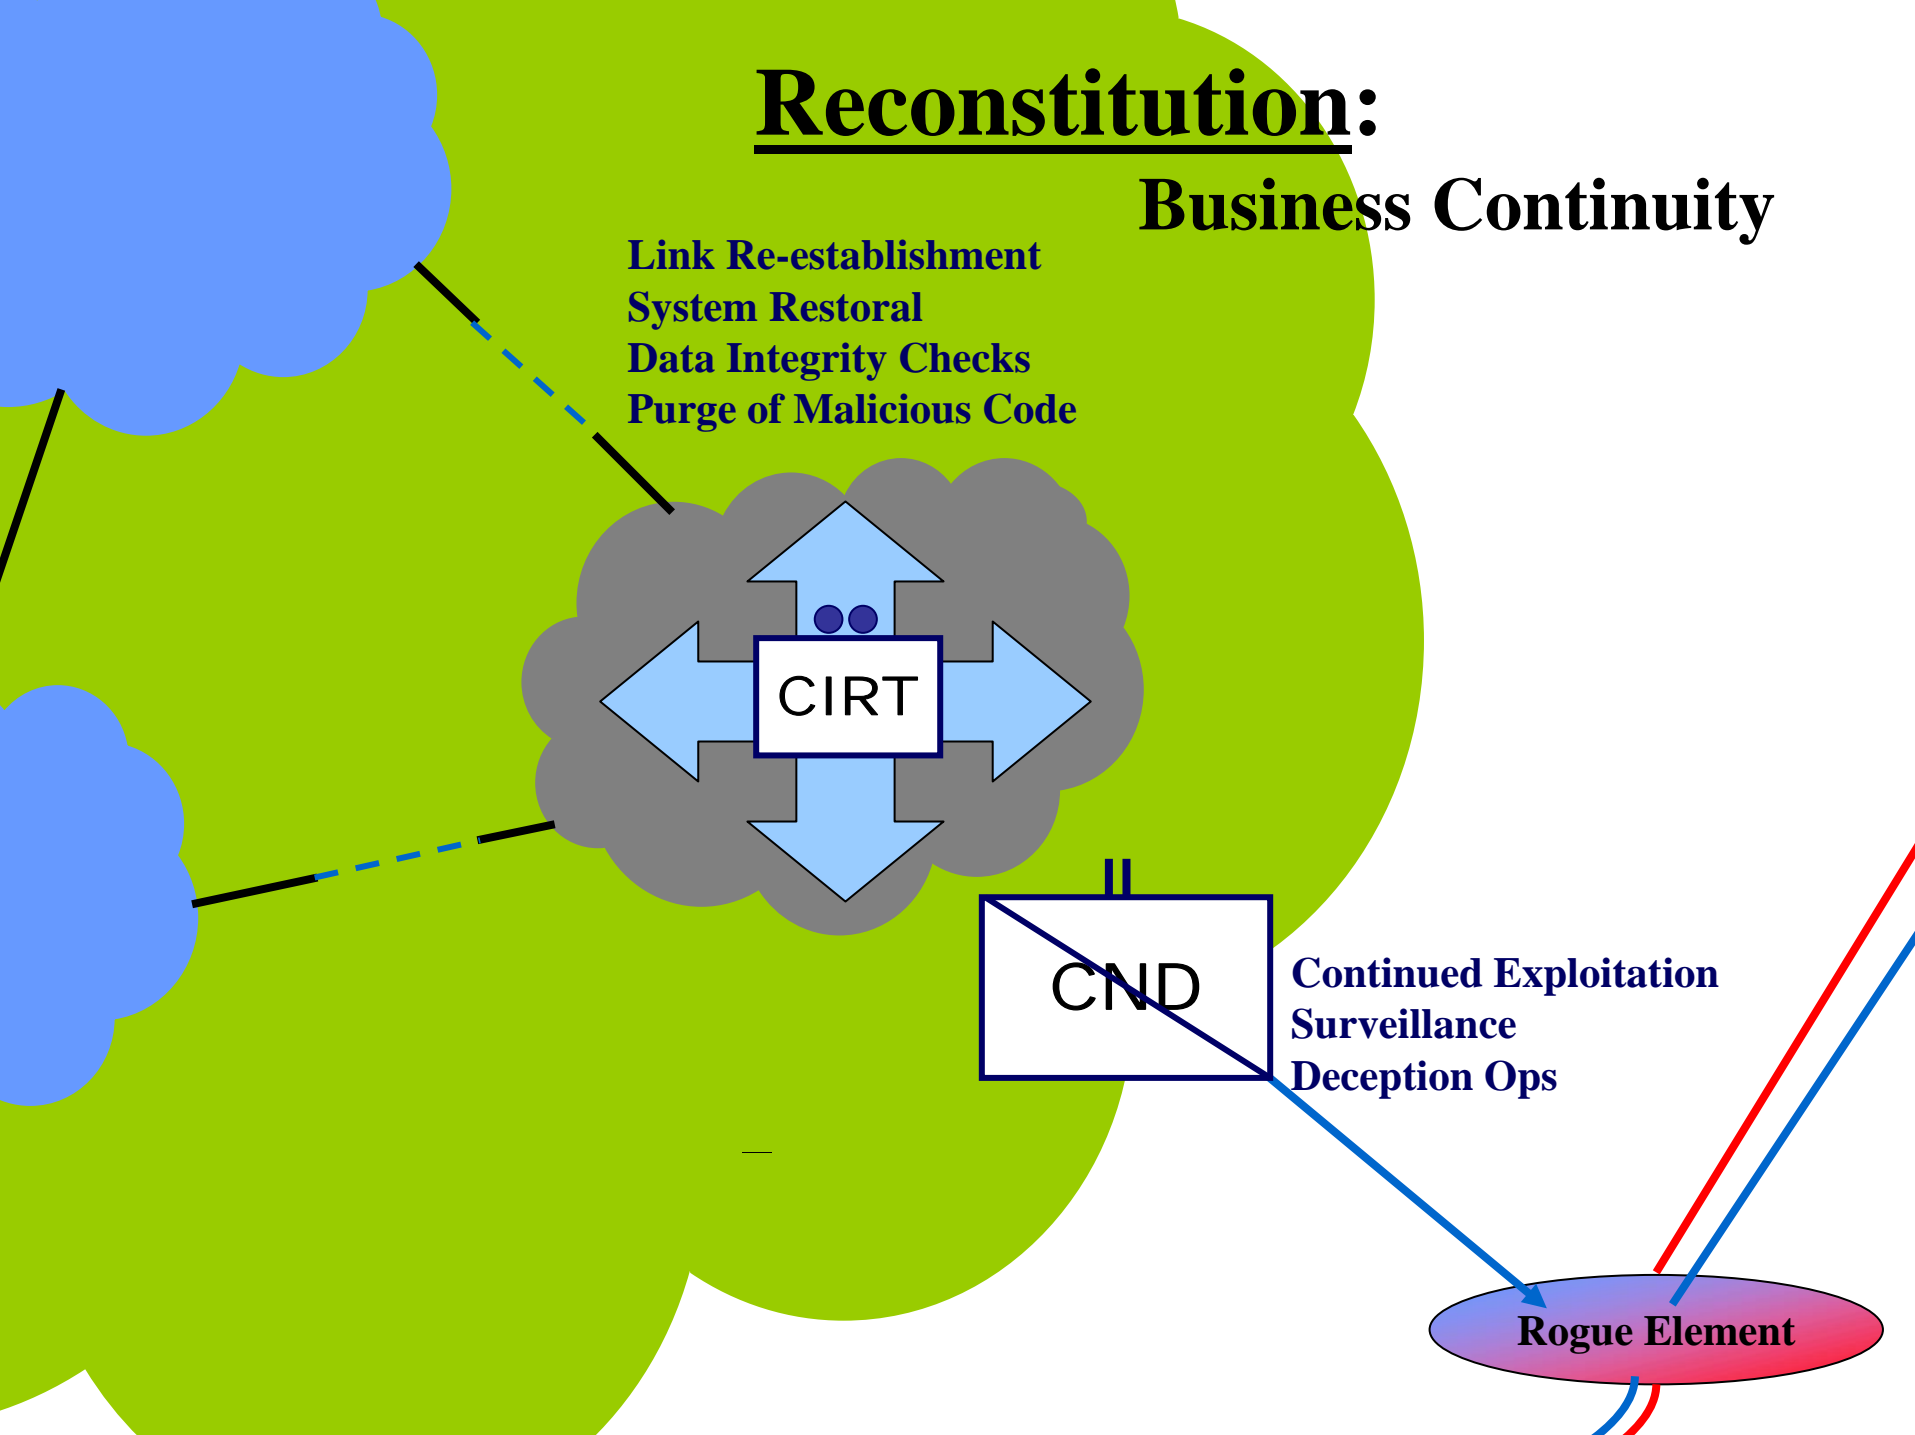 Reconstitution:
Business Continuity
Link Re-establishment
System Restoral
Data Integrity Checks
Purge of Malicious Code
CIRT
CND
Continued Exploitation
Surveillance
Deception Ops
Rogue Element